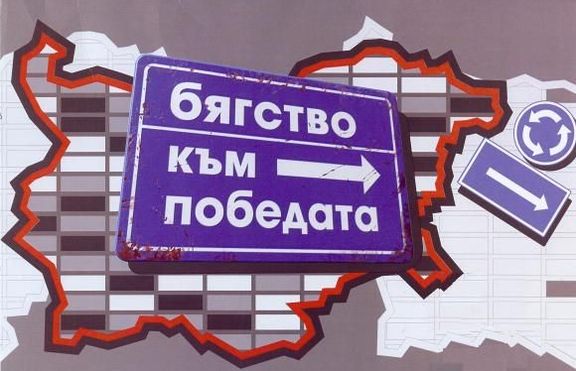 бягство
към
победата